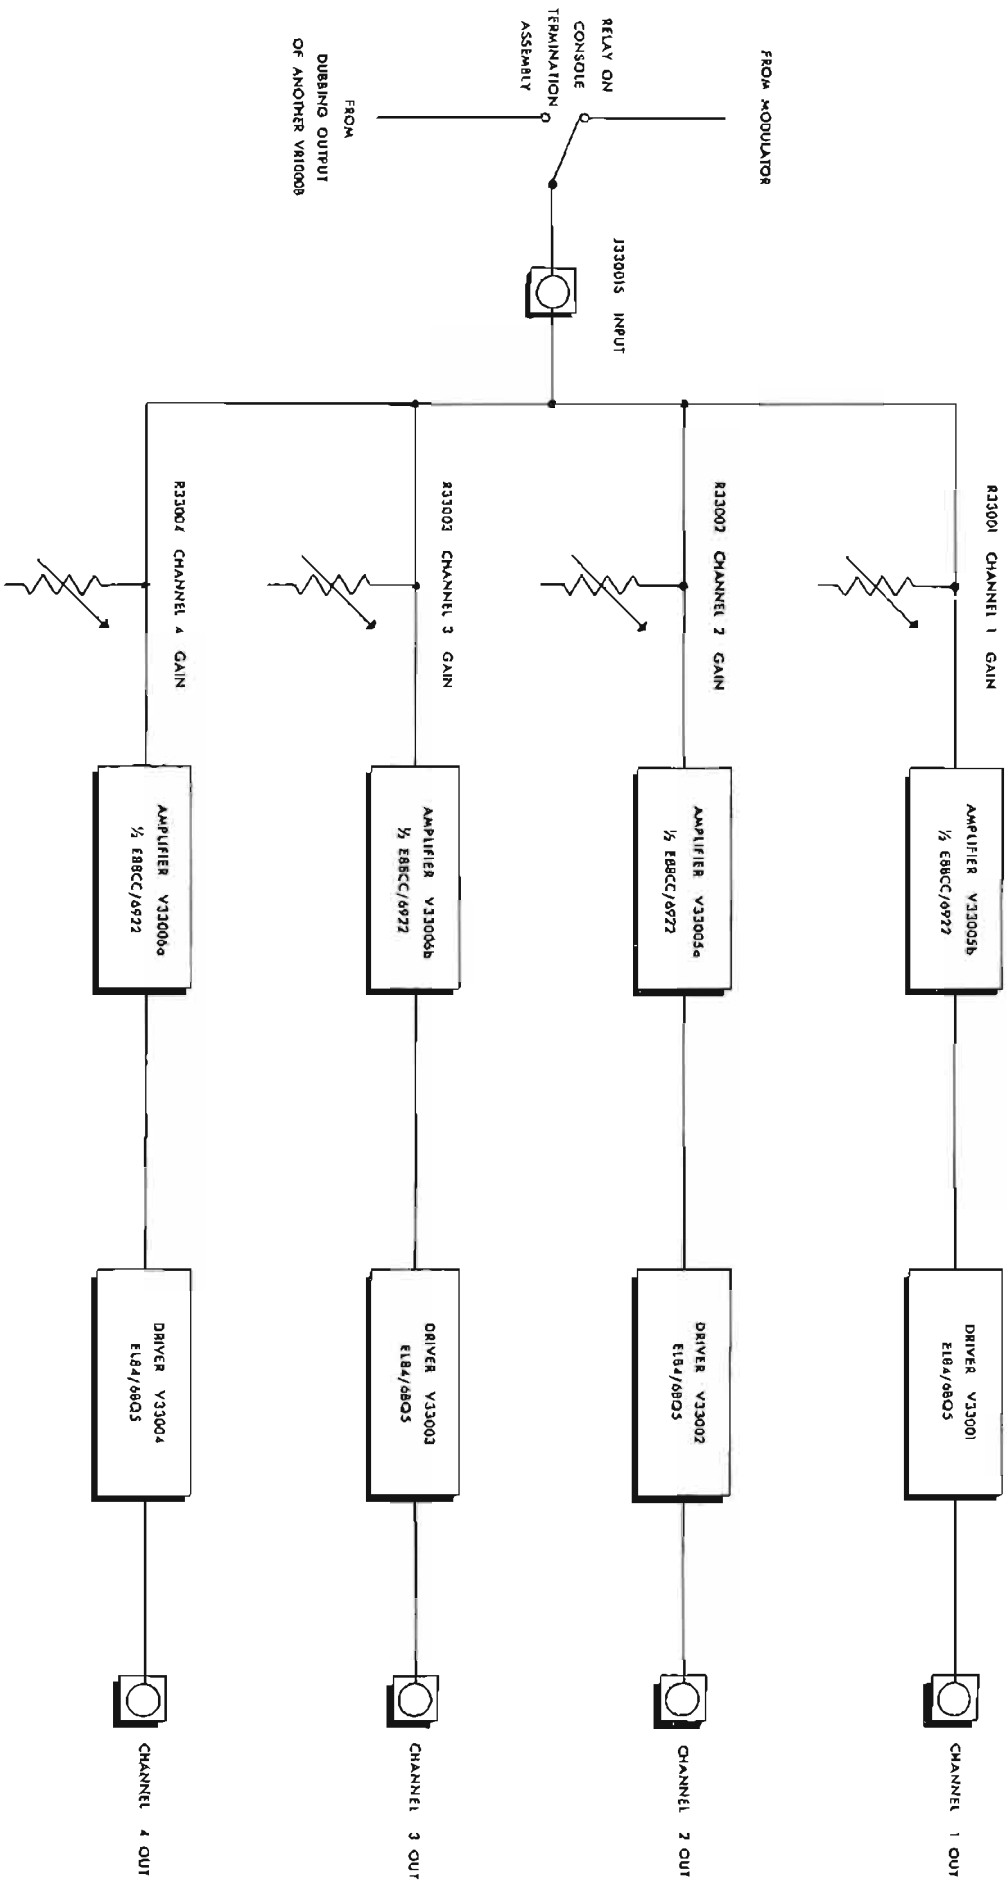 FROM MODULATOR
RELAY ON
CONSOLE
TERMINATION
ASSEMBLY
FROM
DUBBING OUTPUT
OF ANOTHER VR1000B
J33001S INPUT
R33001 CHANNEL 1 GAIN
AMPLIFIER V33005b
½ E88CC/6922
DRIVER V33001
EL84/6BQ5
CHANNEL 1 OUT
R33002 CHANNEL 2 GAIN
AMPLIFIER V33005a
½ E88CC/6922
DRIVER V33002
EL84/6BQ5
CHANNEL 2 OUT
R33003 CHANNEL 3 GAIN
AMPLIFIER V33006b
½ E88CC/6922
DRIVER V33003
EL84/6BQ5
CHANNEL 3 OUT
R33004 CHANNEL 4 GAIN
AMPLIFIER V33006a
½ E88CC/6922
DRIVER V33004
EL84/6BQ5
CHANNEL 4 OUT